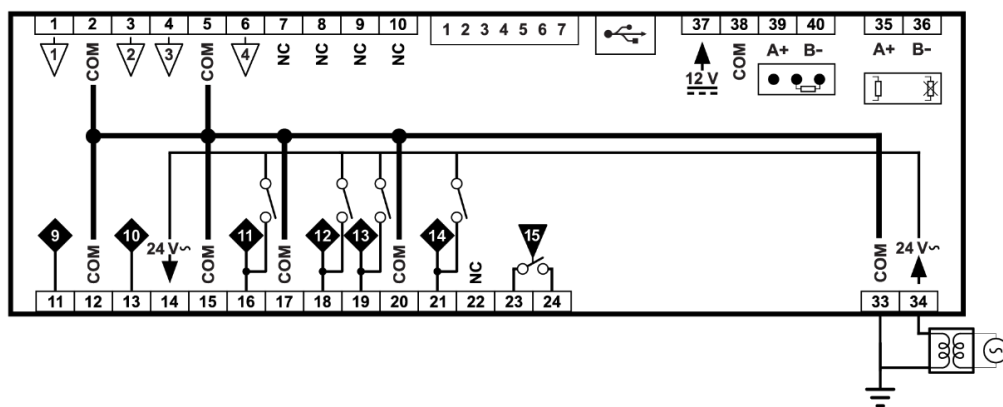 1 2 3 4 5 6 7 8 9 10 1 2 3 4 5 6 7 37 38 39 40 35 36
1 COM 2 3 COM 4 NC NC NC NC 12 V COM A+ B- A+ B-
9 COM 10 24 V~ COM 11 COM 12 13 COM 14 NC 15 COM 24 V~
11 12 13 14 15 16 17 18 19 20 21 22 23 24 33 34